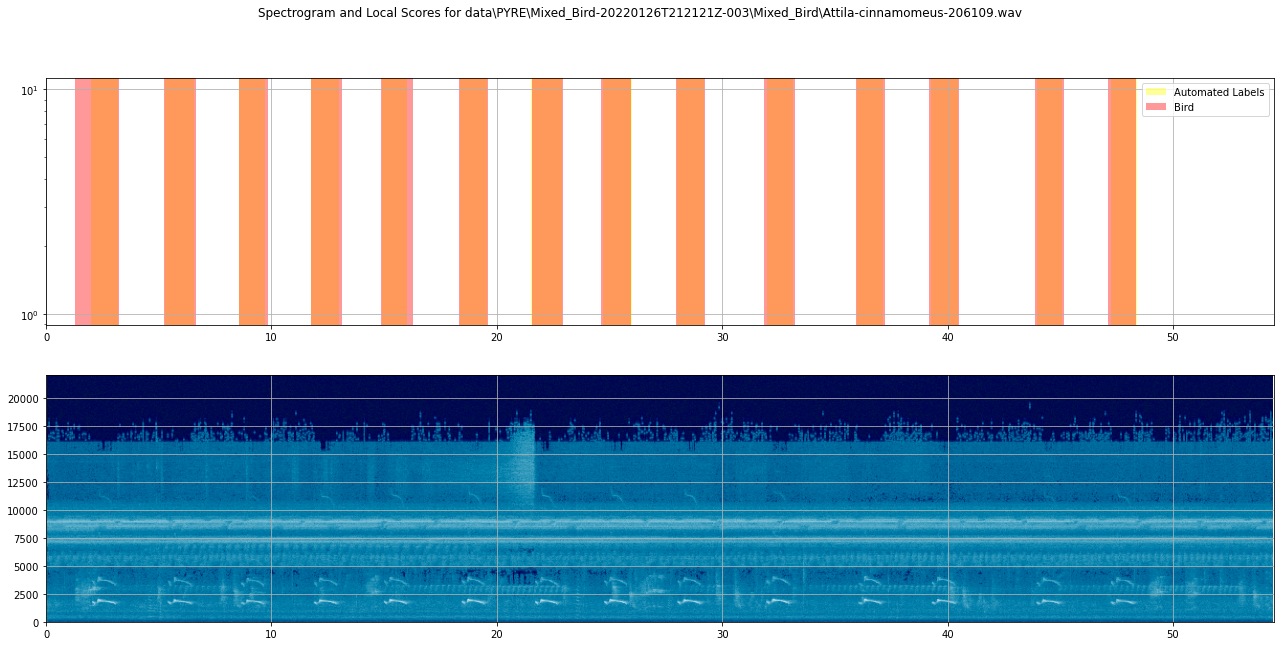 Spectrogram and Local Scores for data\PYRE\Mixed_Bird-20220126T212121Z-003\Mixed_Bird\Attila-cinnamomeus-206109.wav
10¹
10⁰
Automated Labels
Bird
0 10 20 30 40 50
20000
17500
15000
12500
10000
7500
5000
2500
0
0 10 20 30 40 50